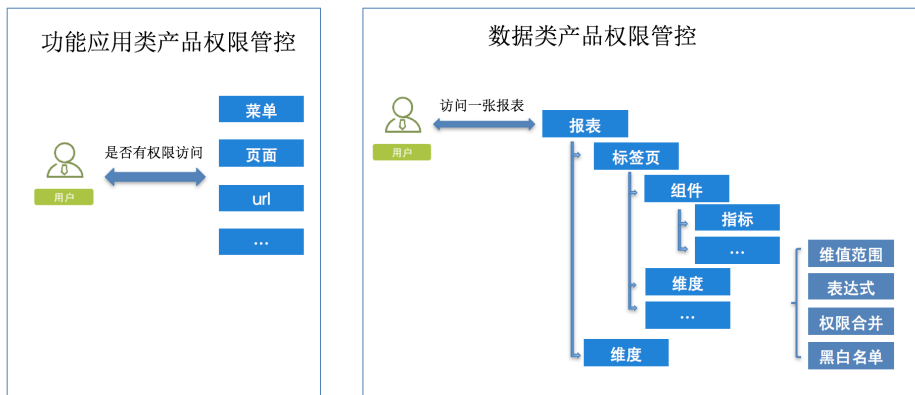 功能应用类产品权限管控
菜单
是否有权限访问
页面
用户
url
...
数据类产品权限管控
访问一张报表
用户
报表
标签页
组件
指标
...
维度
...
维度
维值范围
表达式
权限合并
黑白名单